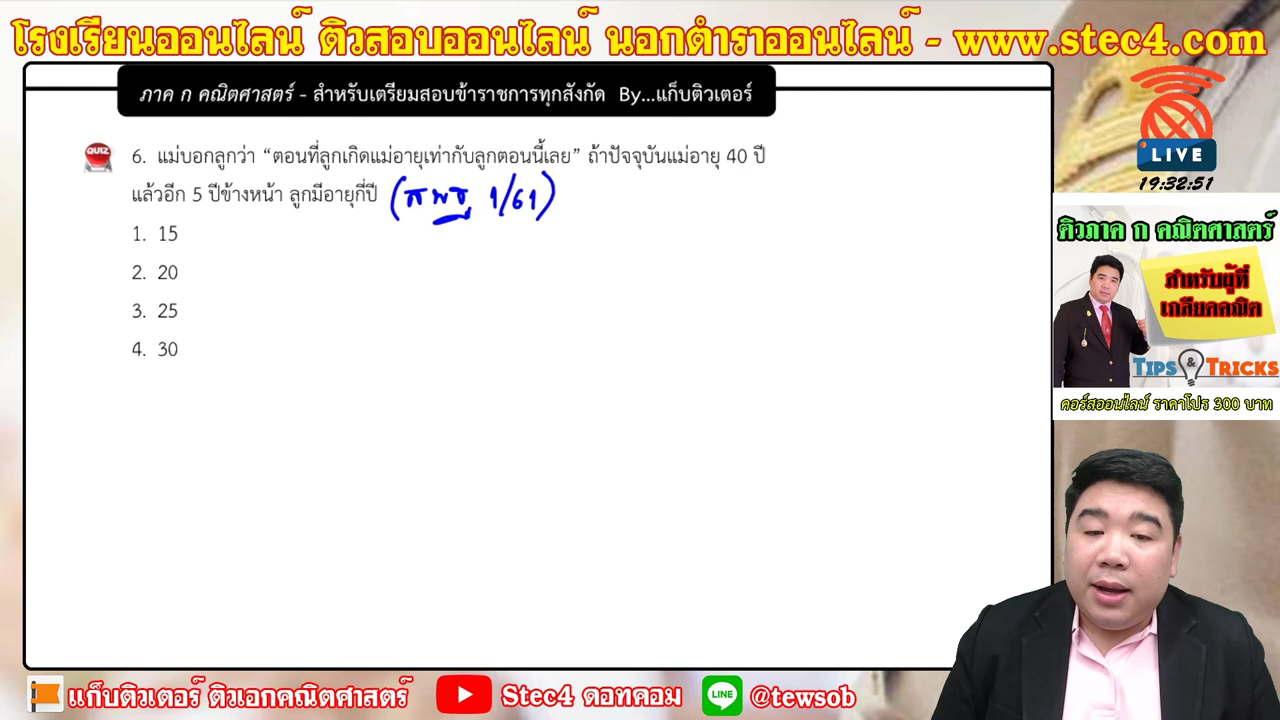 โรงเรียนออนไลน์ ติวสอบออนไลน์ นอกตำราออนไลน์ - www.stec4.com
ภาค ก คณิตศาสตร์ - สำหรับเตรียมสอบข้าราชการทุกสังกัด By...แก็บติวเตอร์
LIVE
19:32:51
QUIZ
6. แม่บอกลูกว่า “ตอนที่ลูกเกิดแม่อายุเท่ากับลูกตอนนี้เลย” ถ้าปัจจุบันแม่อายุ 40 ปี
แล้วอีก 5 ปีข้างหน้า ลูกมีอายุกี่ปี (สพฐ 1/61)
1. 15
2. 20
3. 25
4. 30
ติวภาค ก คณิตศาสตร์
สำหรับผู้ที่
เกลียดคณิต
TIPS & TRICKS
คอร์สออนไลน์ ราคาโปร 300 บาท
แก็บติวเตอร์ ติวเอกคณิตศาสตร์
Stec4 ดอทคอม
LINE @tewsob